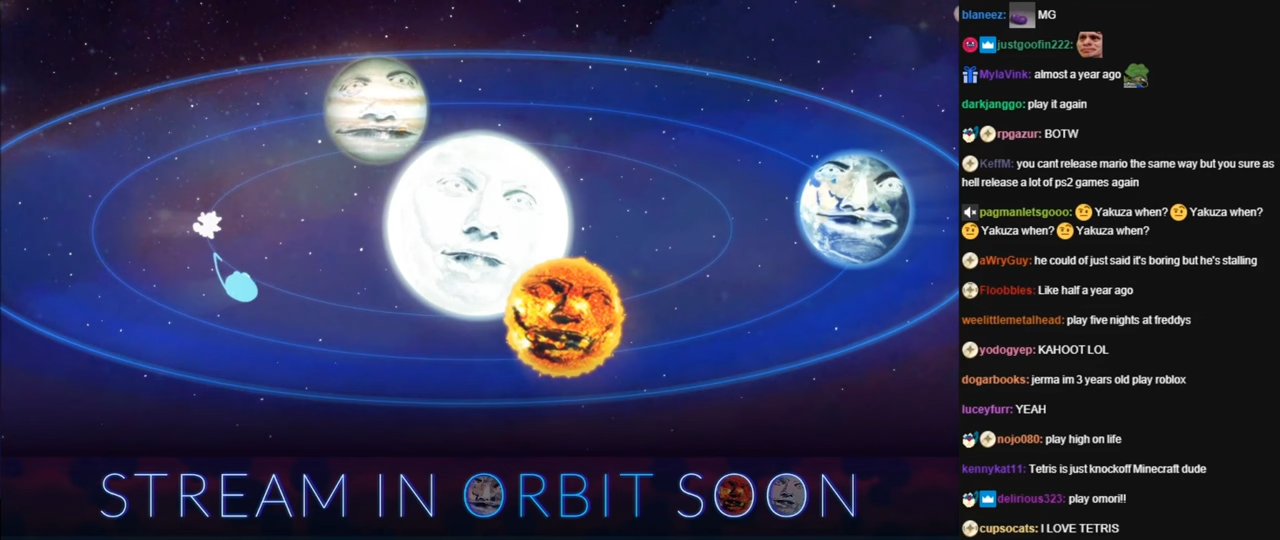 blaneez: MG
justgoofin222:
MylaVink: almost a year ago
darkjanggo: play it again
rpgazur: BOTW
KeffM: you cant release mario the same way but you sure as
hell release a lot of ps2 games again
pagmanletsgooo: Yakuza when? Yakuza when?
Yakuza when? Yakuza when?
aWryGuy: he could of just said it's boring but he's stalling
Floobbles: Like half a year ago
weelittlemetalhead: play five nights at freddys
yodogyep: KAHOOT LOL
dogarbooks: jerma im 3 years old play roblox
luceyfurr: YEAH
nojo080: play high on life
kennykat11: Tetris is just knockoff Minecraft dude
delirious323: play omori!!
cupsocats: I LOVE TETRIS
STREAM IN ORBIT SOON